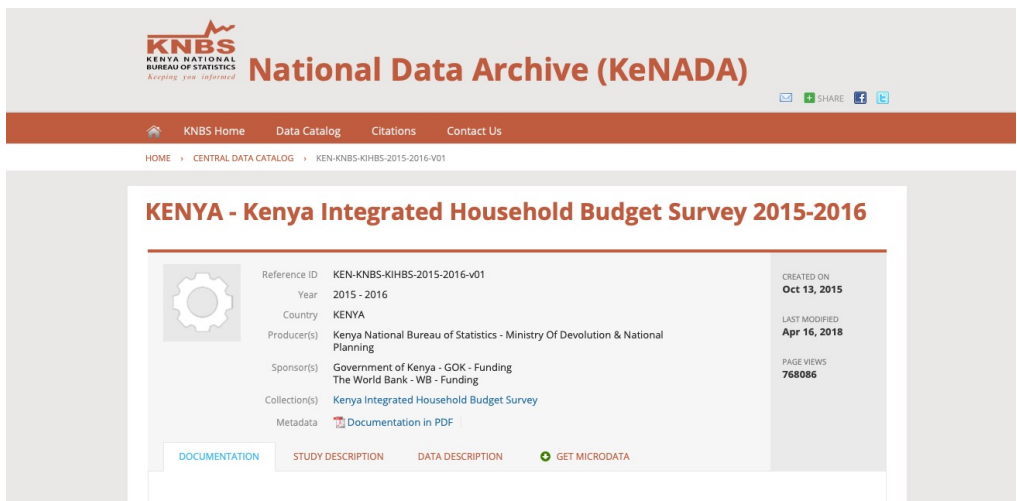 KNBS
KENYA NATIONAL
BUREAU OF STATISTICS
Keeping you informed
National Data Archive (KeNADA)
SHARE
KNBS Home Data Catalog Citations Contact Us
HOME › CENTRAL DATA CATALOG › KEN-KNBS-KIHBS-2015-2016-V01
KENYA - Kenya Integrated Household Budget Survey 2015-2016
Reference ID KEN-KNBS-KIHBS-2015-2016-v01
Year 2015 - 2016
Country KENYA
Producer(s) Kenya National Bureau of Statistics - Ministry Of Devolution & National
Planning
Sponsor(s) Government of Kenya - GOK - Funding
The World Bank - WB - Funding
Collection(s) Kenya Integrated Household Budget Survey
Metadata Documentation in PDF
CREATED ON
Oct 13, 2015
LAST MODIFIED
Apr 16, 2018
PAGE VIEWS
768086
DOCUMENTATION STUDY DESCRIPTION DATA DESCRIPTION GET MICRODATA